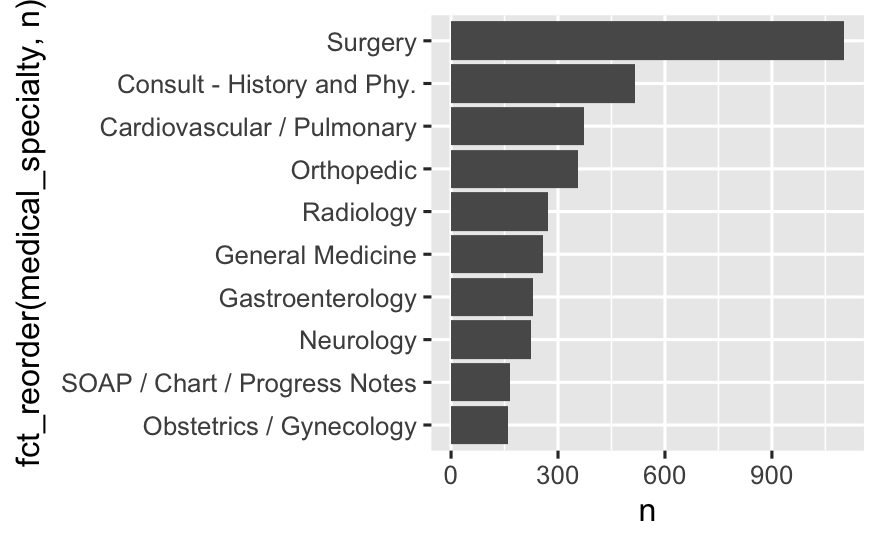 fct_reorder(medical_specialty, n)
Surgery
Consult - History and Phy.
Cardiovascular / Pulmonary
Orthopedic
Radiology
General Medicine
Gastroenterology
Neurology
SOAP / Chart / Progress Notes
Obstetrics / Gynecology
0 300 600 900
n